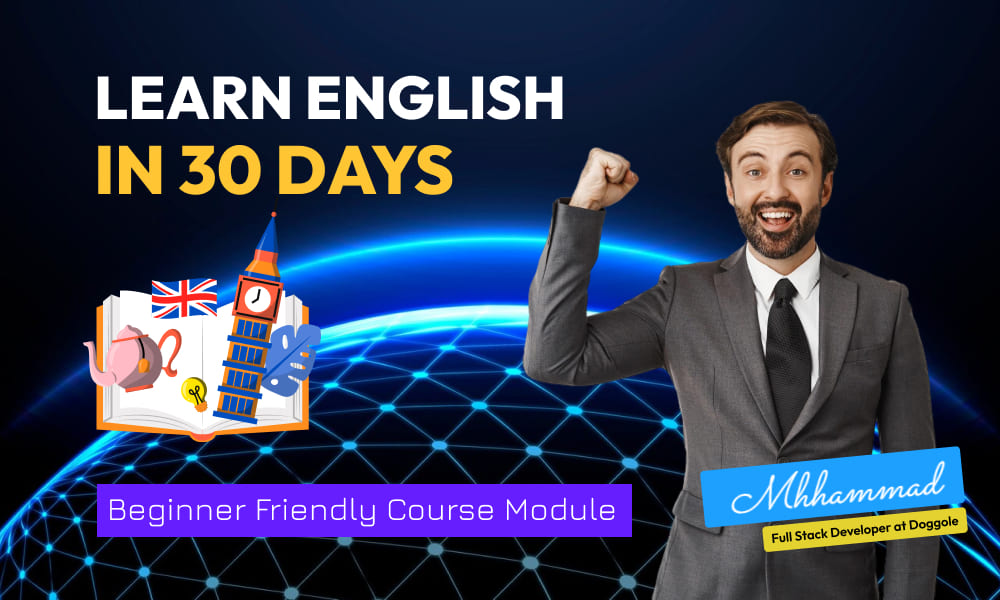 LEARN ENGLISH
IN 30 DAYS
Beginner Friendly Course Module
Mhhammad
Full Stack Developer at Doggole